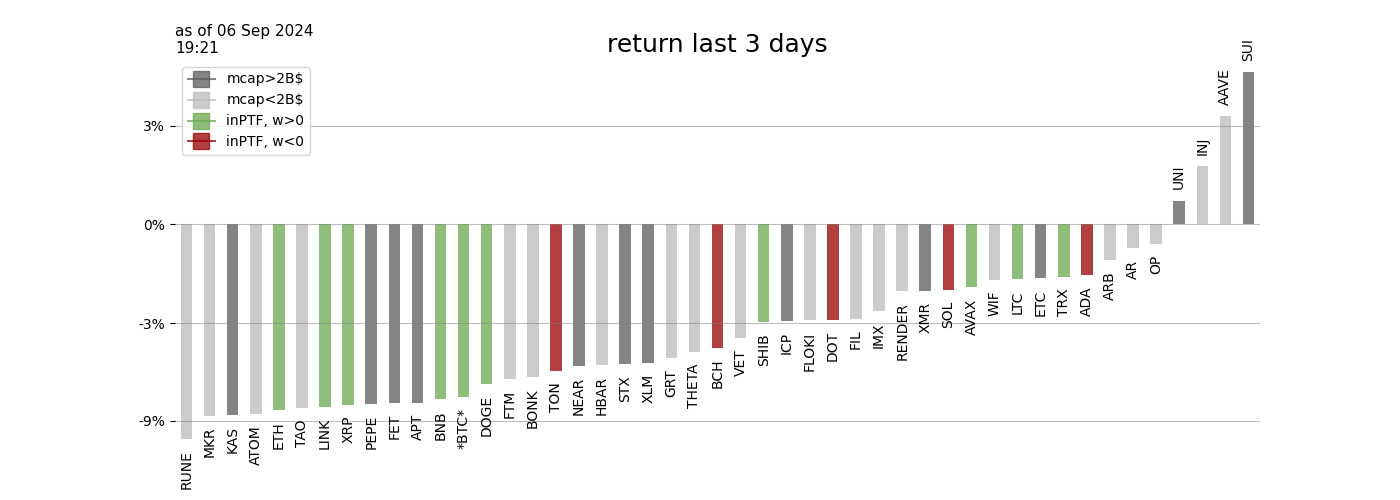 as of 06 Sep 2024
19:21
return last 3 days
mcap>2B$
mcap<2B$
inPTF, w>0
inPTF, w<0
3%
0%
-3%
-9%
RUNE
MKR
KAS
ATOM
ETH
TAO
LINK
XRP
PEPE
FET
APT
BNB
*BTC*
DOGE
FTM
BONK
TON
NEAR
HBAR
STX
XLM
GRT
THETA
BCH
VET
SHIB
ICP
FLOKI
DOT
FIL
IMX
RENDER
XMR
SOL
AVAX
WIF
LTC
ETC
TRX
ADA
ARB
AR
OP
UNI
INJ
AAVE
SUI